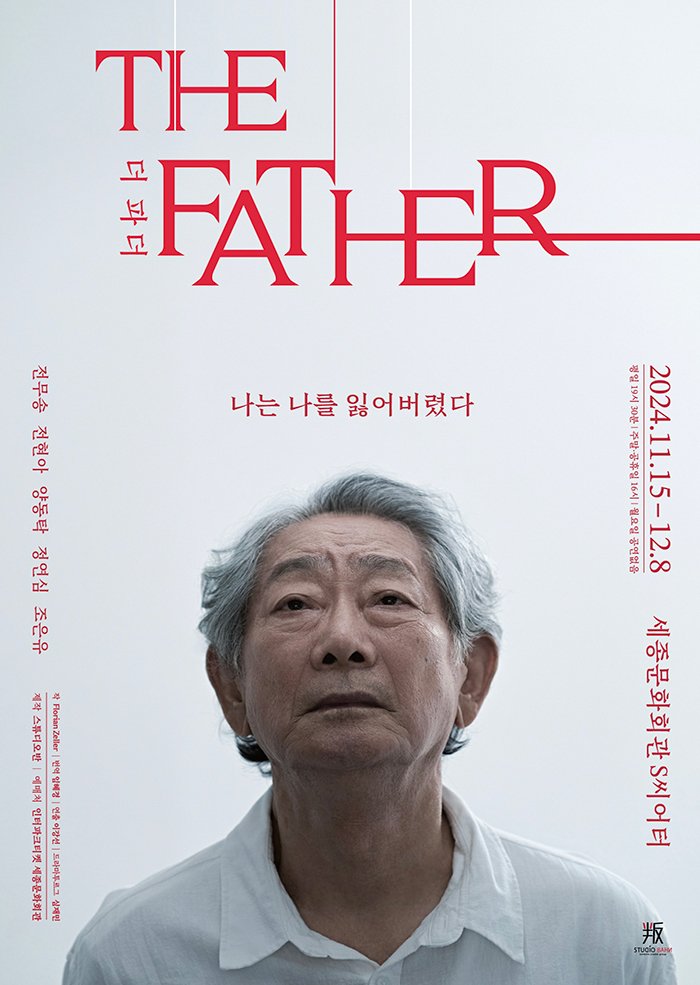 THE
FATHER
더 파더
나는 나를 잃어버렸다
전무송 전현아 양동탁 정연심 조은유
작 Florian Zeller | 번역 임혜경 | 연출 이강선 | 드라마투르그 심재민
제작 스튜디오반 | 예매처 인터파크티켓 세종문화회관
2024.11.15 – 12.8
평일 19시 30분 | 주말·공휴일 16시 | 월요일 공연없음
세종문화회관 S씨어터
叛
STUDIO BAHN